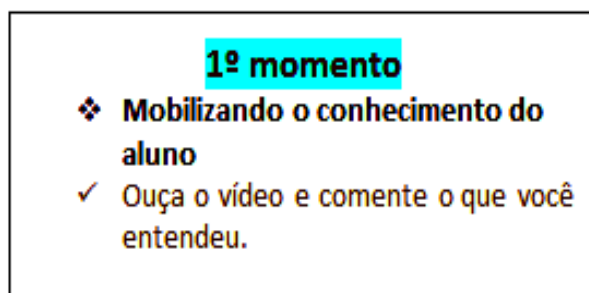 1º momento
❖ Mobilizando o conhecimento do
aluno
✓ Ouça o vídeo e comente o que você
entendeu.